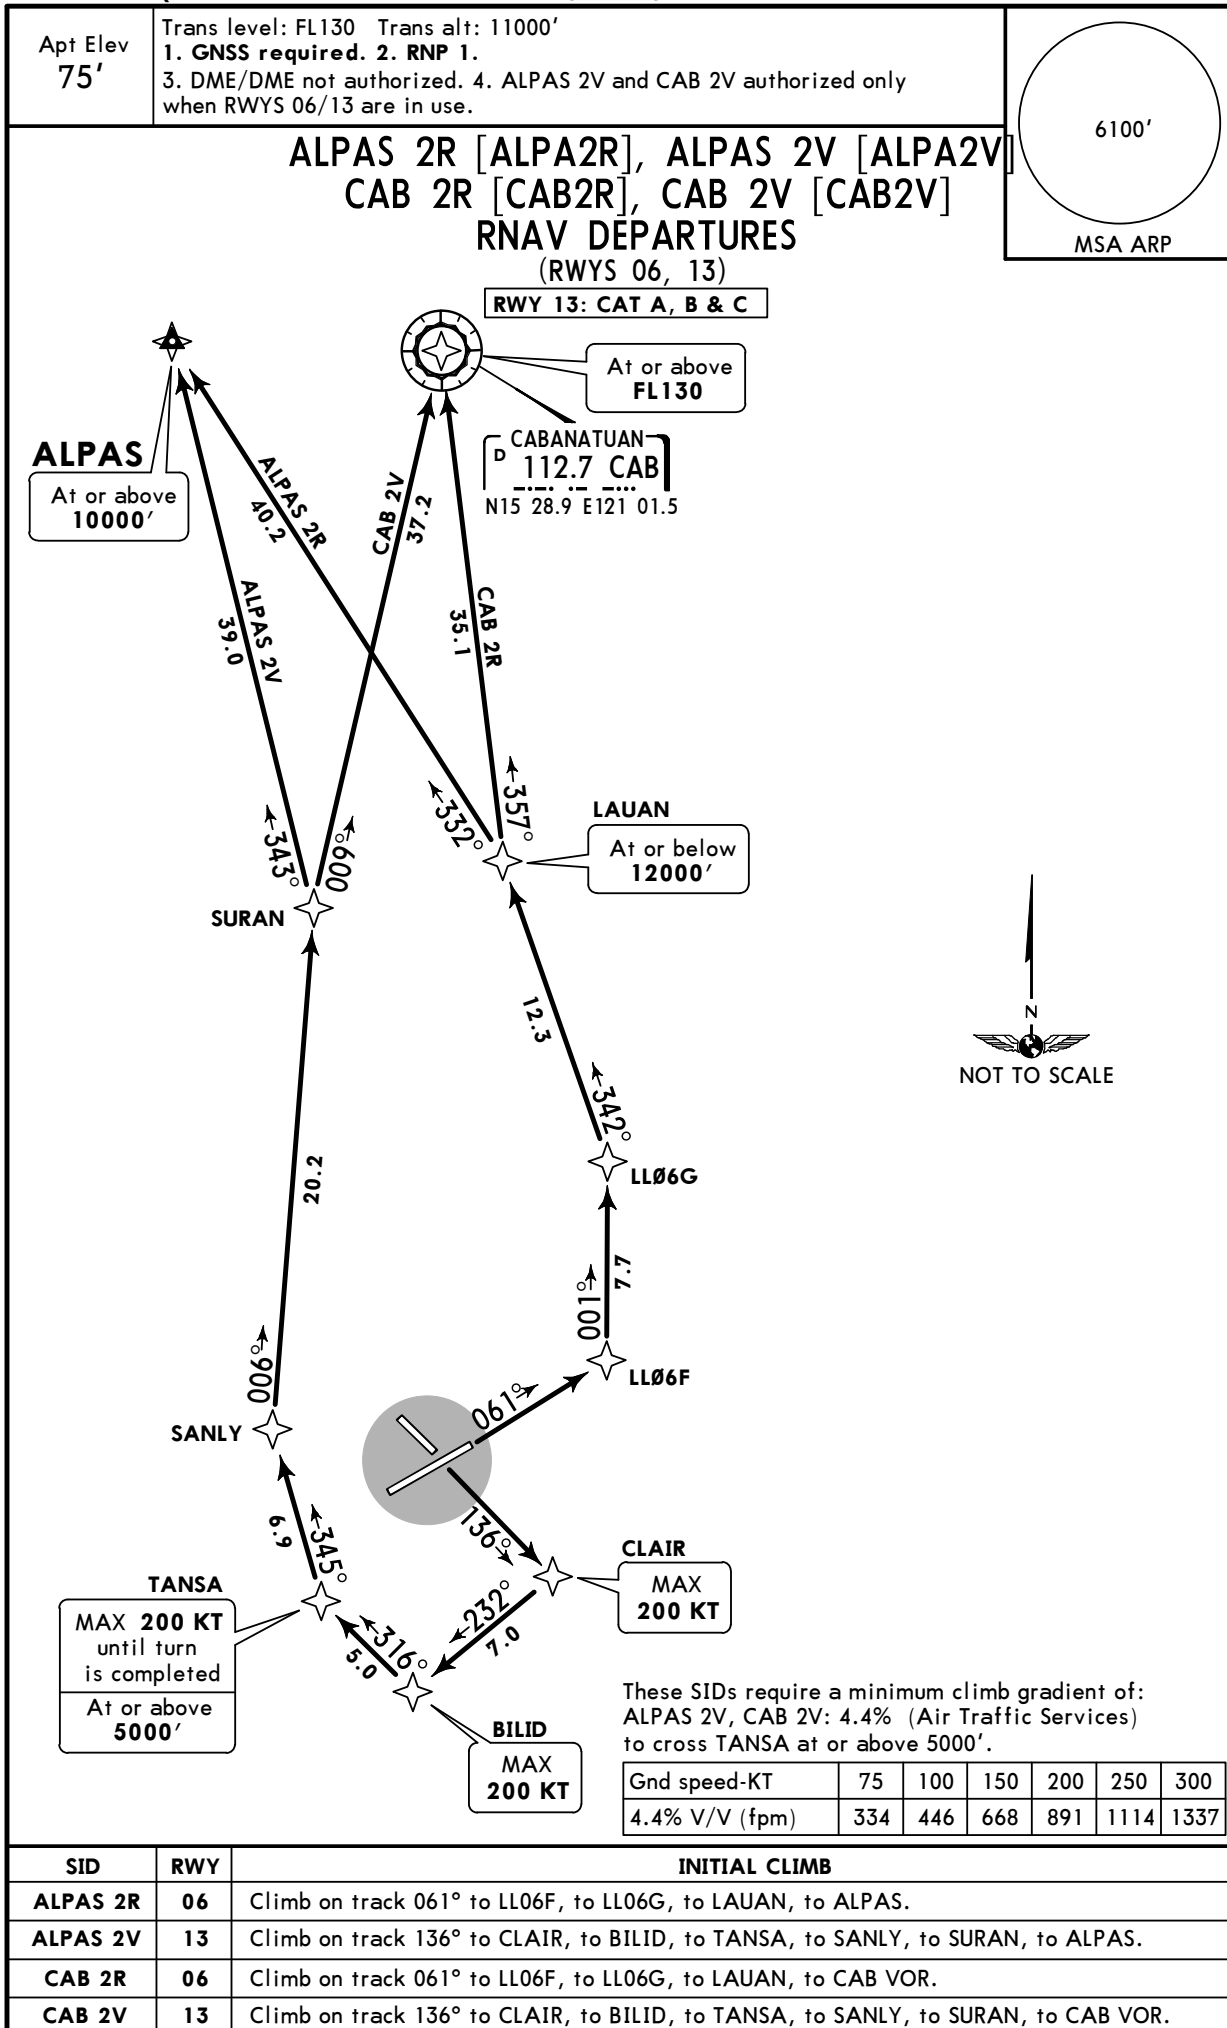 Apt Elev
75'
Trans level: FL130 Trans alt: 11000'
1. GNSS required. 2. RNP 1.
3. DME/DME not authorized. 4. ALPAS 2V and CAB 2V authorized only
when RWYS 06/13 are in use.
6100'
MSA ARP
ALPAS 2R [ALPA2R], ALPAS 2V [ALPA2V]
CAB 2R [CAB2R], CAB 2V [CAB2V]
RNAV DEPARTURES
(RWYS 06, 13)
RWY 13: CAT A, B & C
At or above
FL130
CABANATUAN
D 112.7 CAB
N15 28.9 E121 01.5
ALPAS
At or above
10000'
ALPAS 2R
40.2
CAB 2V
37.2
ALPAS 2V
39.0
CAB 2R
35.1
343°
009°
332°
357°
LAUAN
At or below
12000'
SURAN
12.3
N
NOT TO SCALE
342°
LLØ6G
20.2
7.7
001°
006°
LLØ6F
061°
SANLY
136°
6.9
345°
CLAIR
MAX
200 KT
TANSA
MAX 200 KT
until turn
is completed
At or above
5000'
232°
7.0
316°
5.0
BILID
MAX
200 KT
These SIDs require a minimum climb gradient of:
ALPAS 2V, CAB 2V: 4.4% (Air Traffic Services)
to cross TANSA at or above 5000'.
Gnd speed-KT 75 100 150 200 250 300
4.4% V/V (fpm) 334 446 668 891 1114 1337
SID RWY INITIAL CLIMB
ALPAS 2R 06 Climb on track 061° to LL06F, to LL06G, to LAUAN, to ALPAS.
ALPAS 2V 13 Climb on track 136° to CLAIR, to BILID, to TANSA, to SANLY, to SURAN, to ALPAS.
CAB 2R 06 Climb on track 061° to LL06F, to LL06G, to LAUAN, to CAB VOR.
CAB 2V 13 Climb on track 136° to CLAIR, to BILID, to TANSA, to SANLY, to SURAN, to CAB VOR.